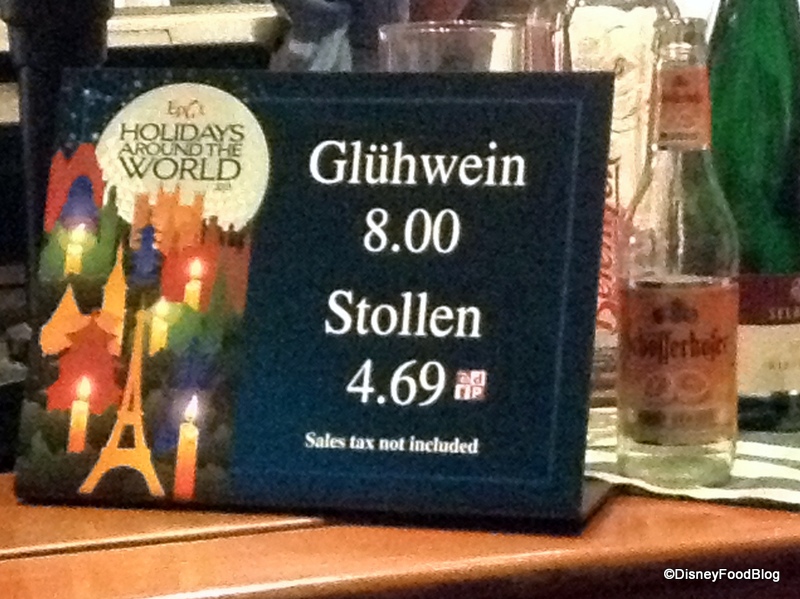 Epcot
HOLIDAYS
AROUND THE
WORLD
Glühwein
8.00
Stollen
4.69
Sales tax not included
Schöfferhofer
©DisneyFoodBlog